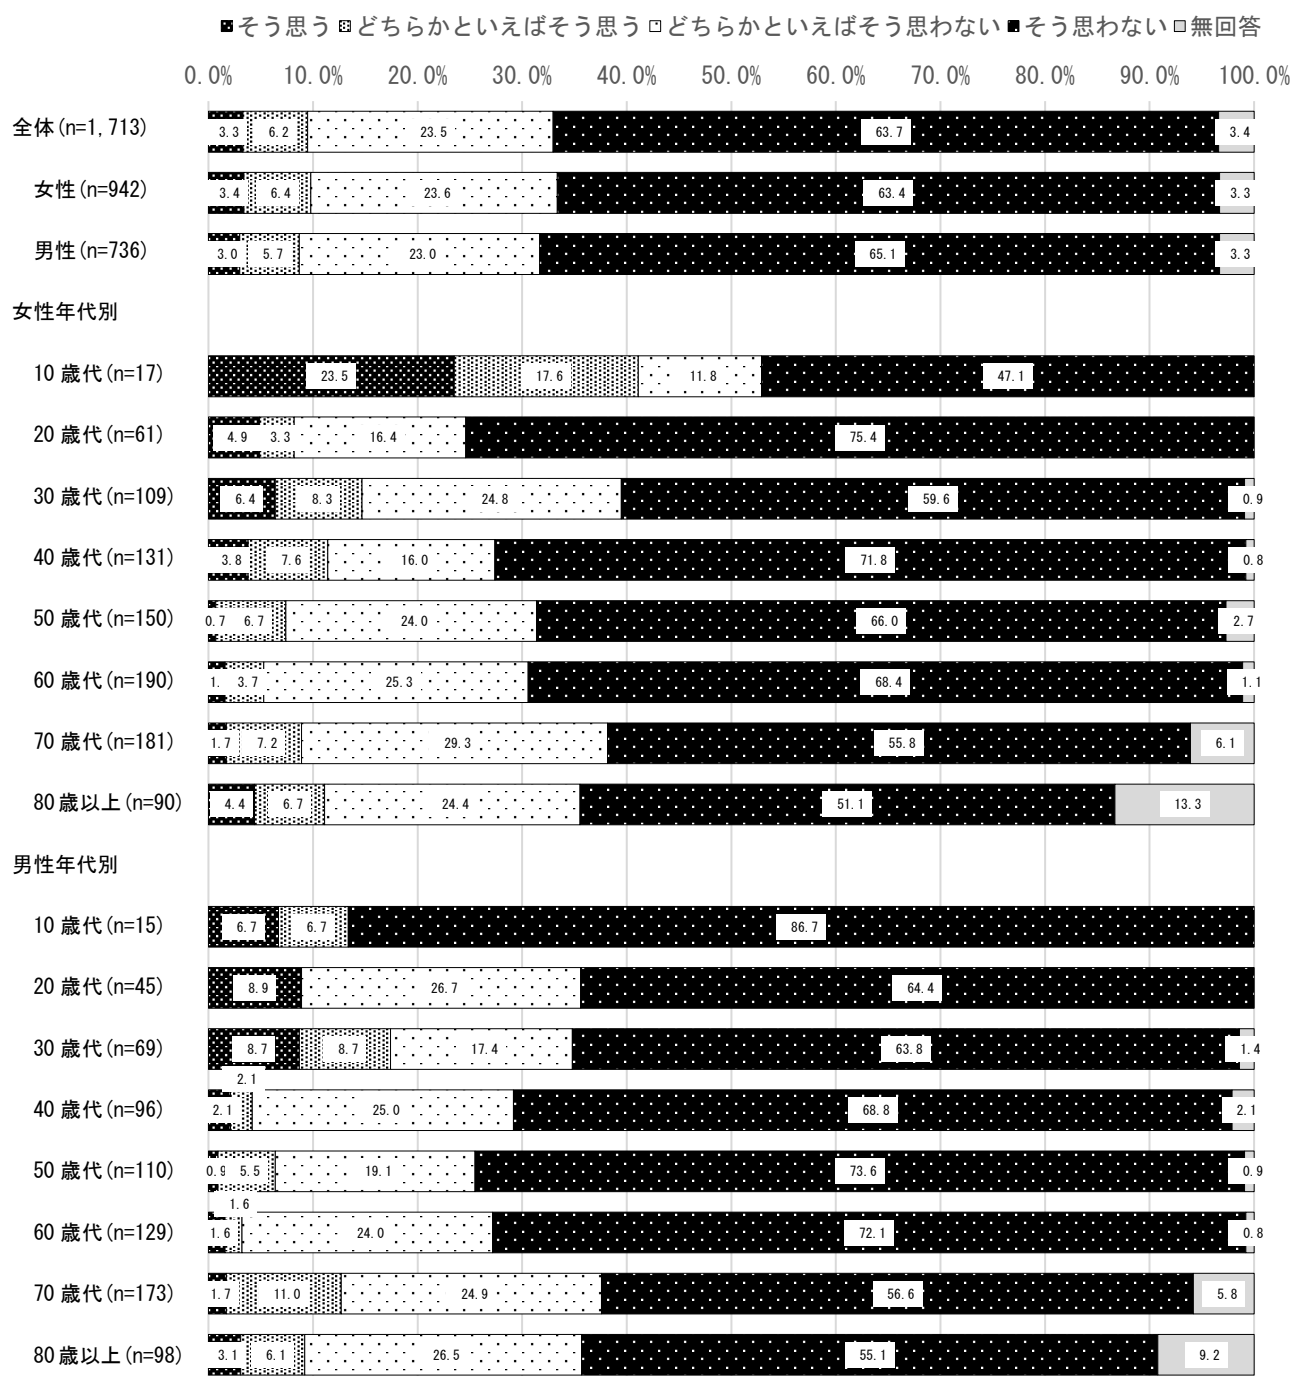 ■そう思う ▨どちらかといえばそう思う □どちらかといえばそう思わない ■そう思わない □無回答
0.0% 10.0% 20.0% 30.0% 40.0% 50.0% 60.0% 70.0% 80.0% 90.0% 100.0%
全体(n=1,713) 3.3 6.2 23.5 63.7 3.4
女性(n=942) 3.4 6.4 23.6 63.4 3.3
男性(n=736) 3.0 5.7 23.0 65.1 3.3
女性年代別
10歳代(n=17) 23.5 17.6 11.8 47.1
20歳代(n=61) 4.9 3.3 16.4 75.4
30歳代(n=109) 6.4 8.3 24.8 59.6 0.9
40歳代(n=131) 3.8 7.6 16.0 71.8 0.8
50歳代(n=150) 0.7 6.7 24.0 66.0 2.7
60歳代(n=190) 1. 3.7 25.3 68.4 1.1
70歳代(n=181) 1.7 7.2 29.3 55.8 6.1
80歳以上(n=90) 4.4 6.7 24.4 51.1 13.3
男性年代別
10歳代(n=15) 6.7 6.7 86.7
20歳代(n=45) 8.9 26.7 64.4
30歳代(n=69) 8.7 8.7 17.4 63.8 1.4
2.1
40歳代(n=96) 2.1 25.0 68.8 2.1
50歳代(n=110) 0.9 5.5 19.1 73.6 0.9
1.6
60歳代(n=129) 1.6 24.0 72.1 0.8
70歳代(n=173) 1.7 11.0 24.9 56.6 5.8
80歳以上(n=98) 3.1 6.1 26.5 55.1 9.2